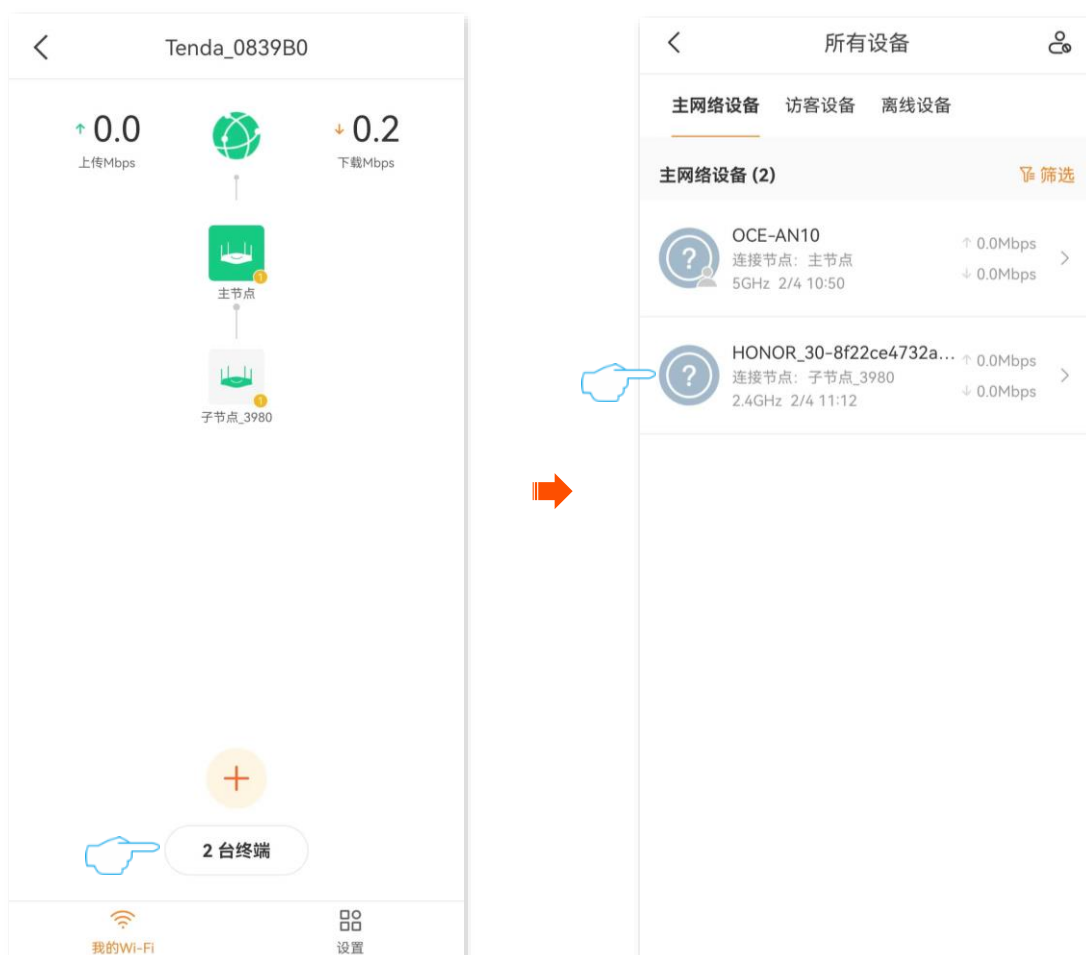 Tenda_0839B0
↑ 0.0
上传Mbps
↓ 0.2
下载Mbps
1
主节点
1
子节点_3980
+
2 台终端
我的Wi-Fi
设置
所有设备
主网络设备 访客设备 离线设备
主网络设备 (2)
筛选
?
OCE-AN10
连接节点：主节点
5GHz 2/4 10:50
↑ 0.0Mbps
↓ 0.0Mbps
?
HONOR_30-8f22ce4732a...
连接节点：子节点_3980
2.4GHz 2/4 11:12
↑ 0.0Mbps
↓ 0.0Mbps